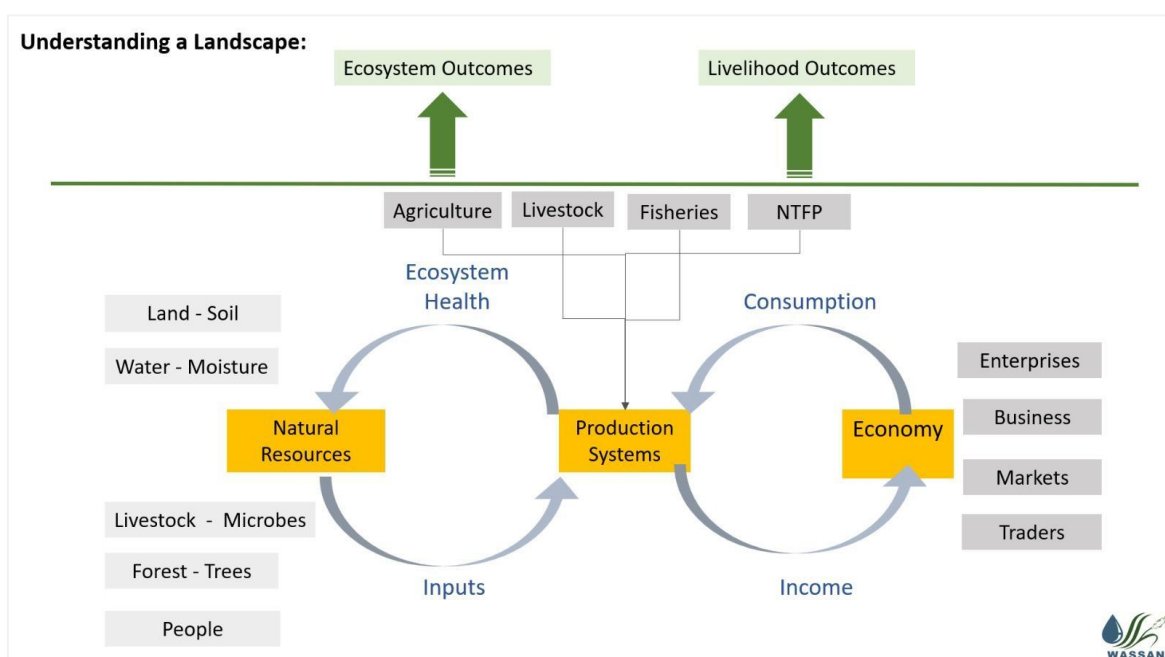 Understanding a Landscape:
Ecosystem Outcomes
Livelihood Outcomes
Agriculture
Livestock
Fisheries
NTFP
Ecosystem
Health
Consumption
Land - Soil
Water - Moisture
Enterprises
Business
Natural
Resources
Production
Systems
Economy
Markets
Livestock - Microbes
Traders
Forest - Trees
Inputs
Income
People
WASSAN